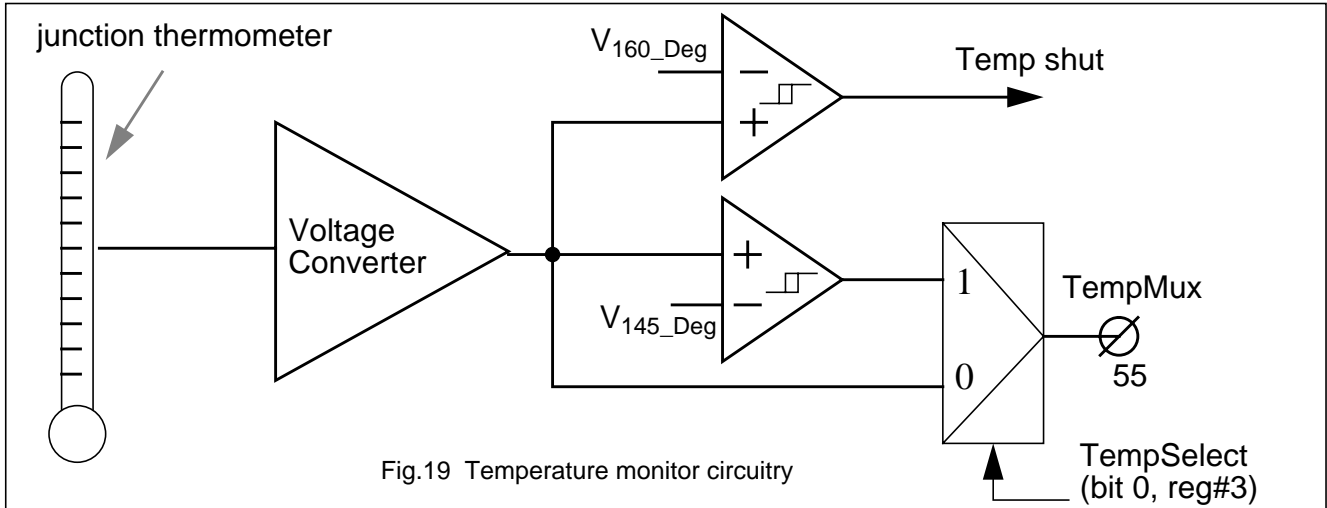 junction thermometer
V160_Deg
Temp shut
Voltage
Converter
V145_Deg
1
0
TempMux
55
TempSelect
(bit 0, reg#3)
Fig.19 Temperature monitor circuitry